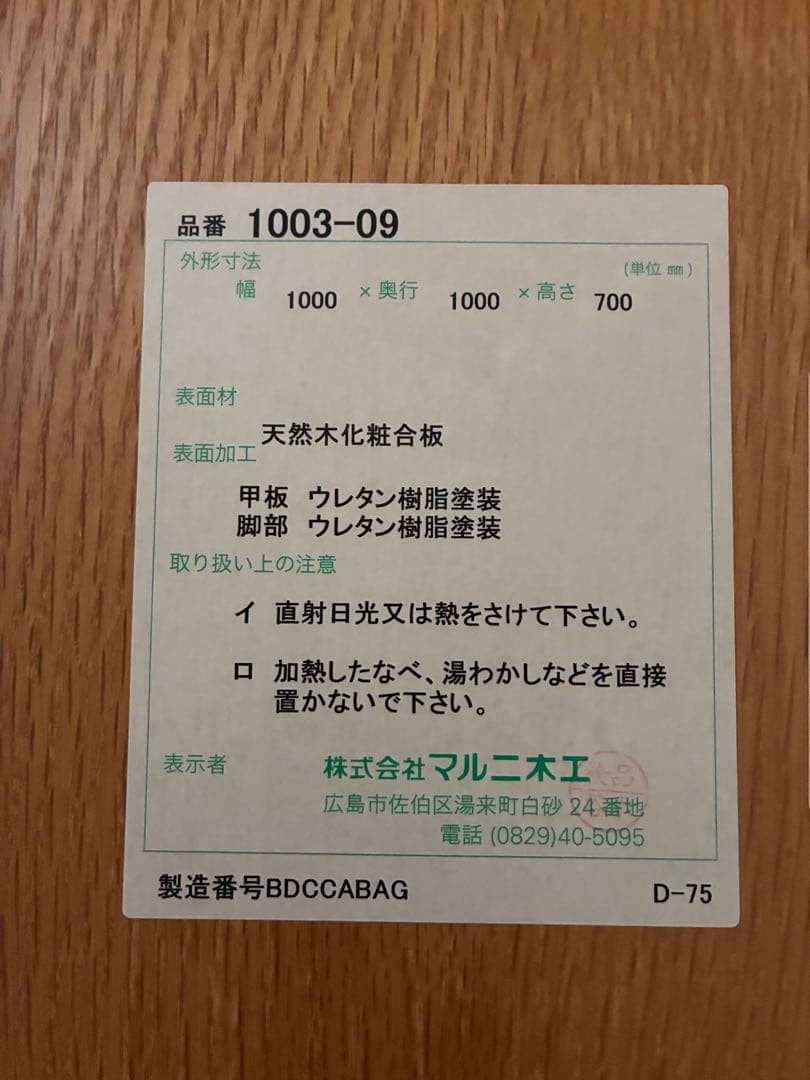 品番 1003-09
外形寸法 (単位 ㎜)
幅 1000 × 奥行 1000 × 高さ 700
表面材
天然木化粧合板
表面加工
甲板 ウレタン樹脂塗装
脚部 ウレタン樹脂塗装
取り扱い上の注意
イ 直射日光又は熱をさけて下さい。
ロ 加熱したなべ、湯わかしなどを直接
置かないで下さい。
表示者 株式会社マルニ木工
広島市佐伯区湯来町白砂 24 番地
電話 (0829)40-5095
製造番号BDCCABAG D-75